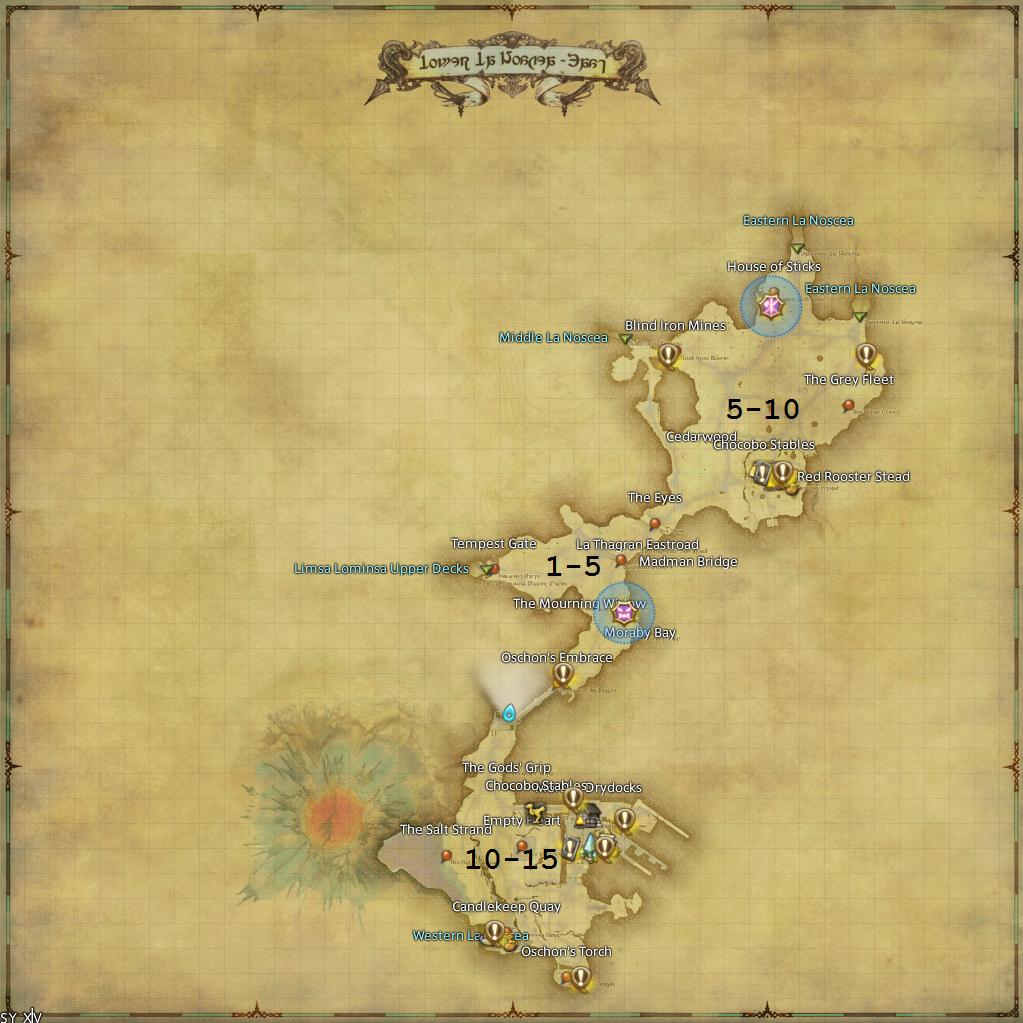 Lower La Noscea - East
Eastern La Noscea
House of Sticks
Eastern La Noscea
Blind Iron Mines
Middle La Noscea
The Grey Fleet
5-10
Cedarwood
Chocobo Stables
Red Rooster Stead
The Eyes
Tempest Gate
La Thagran Eastroad
Madman Bridge
Limsa Lominsa Upper Decks
1-5
The Mourning Widow
Moraby Bay
Oschon's Embrace
The Gods' Grip
Chocobo Stables
Drydocks
Empty Heart
The Salt Strand
10-15
Candlekeep Quay
Western La Noscea
Oschon's Torch